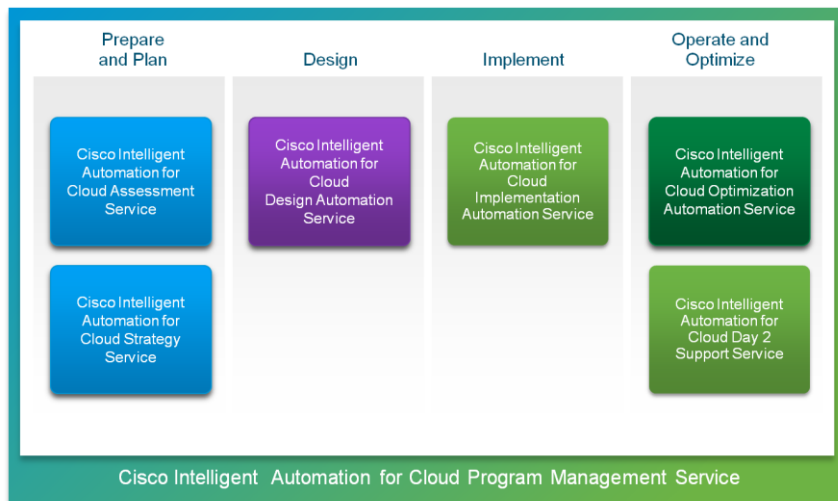 Prepare
and Plan
Design
Implement
Operate and
Optimize
Cisco Intelligent
Automation for
Cloud Assessment
Service
Cisco Intelligent
Automation for
Cloud Strategy
Service
Cisco Intelligent
Automation for
Cloud
Design Automation
Service
Cisco Intelligent
Automation for
Cloud
Implementation
Automation Service
Cisco Intelligent
Automation for
Cloud Optimization
Automation Service
Cisco Intelligent
Automation for
Cloud Day 2
Support Service
Cisco Intelligent Automation for Cloud Program Management Service